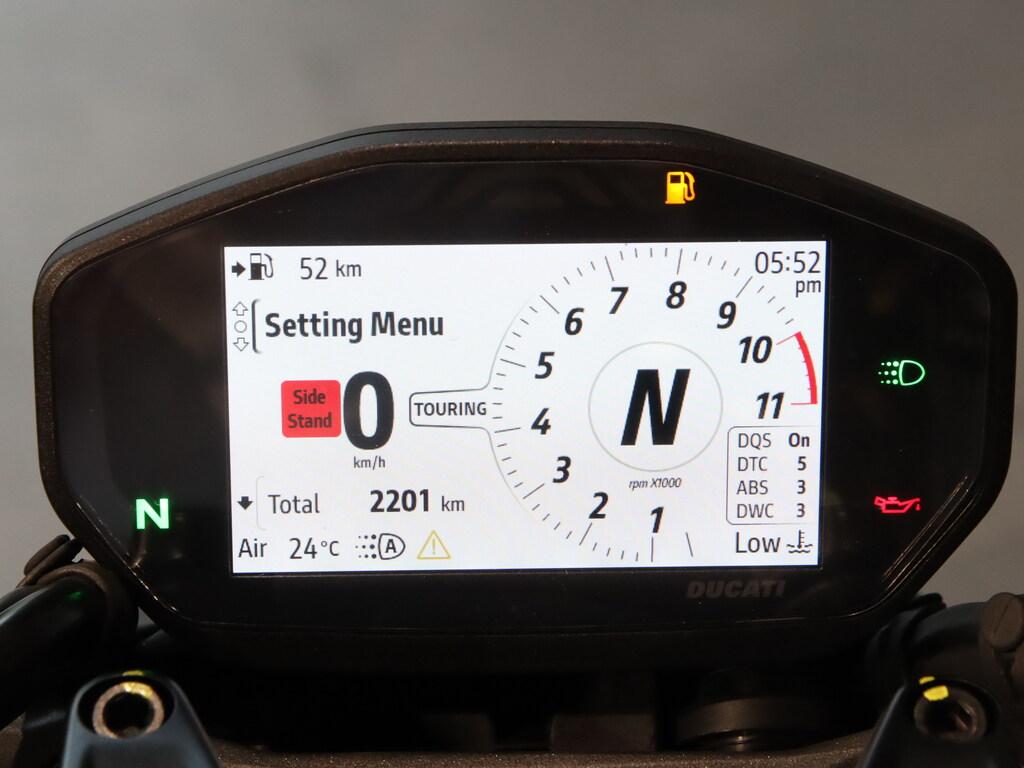 52 km
05:52
pm
Setting Menu
Side
Stand
0
km/h
TOURING
N
1
2
3
4
5
6
7
8
9
10
11
rpm X1000
DQS On
DTC 5
ABS 3
DWC 3
Total 2201 km
Air 24°C
A
Low
N
DUCATI